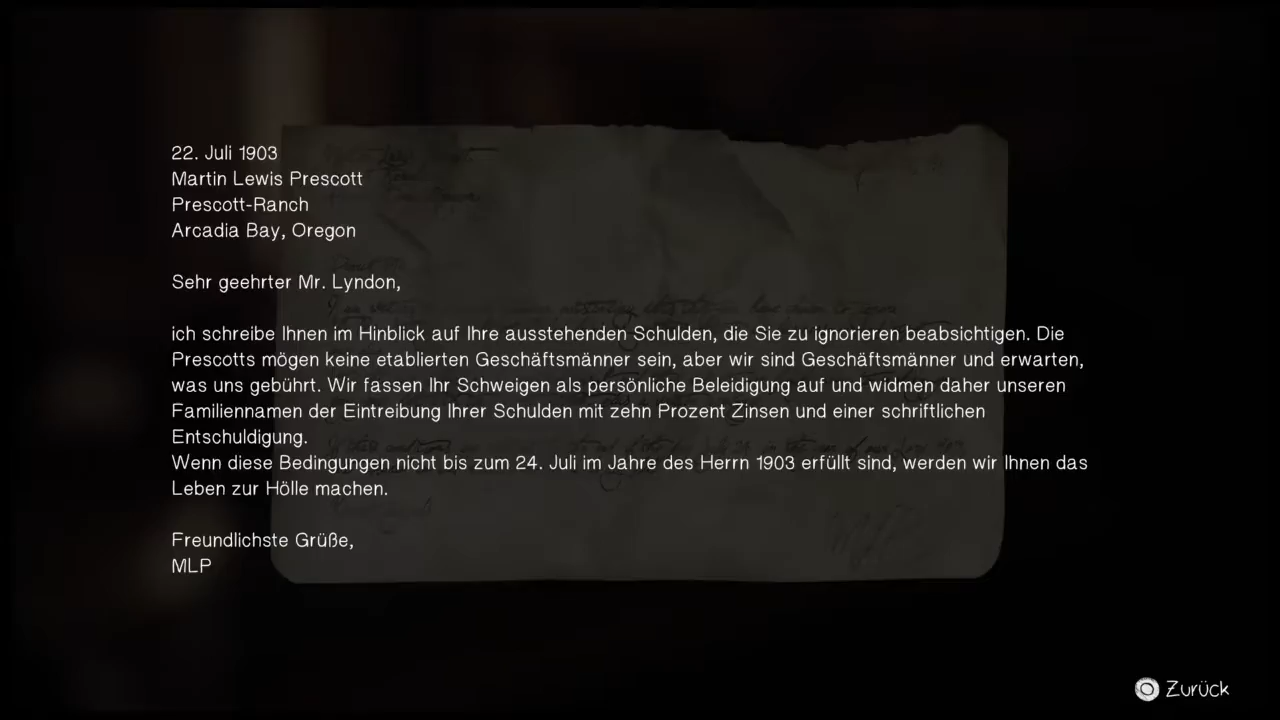 22. Juli 1903
Martin Lewis Prescott
Prescott-Ranch
Arcadia Bay, Oregon
Sehr geehrter Mr. Lyndon,
ich schreibe Ihnen im Hinblick auf Ihre ausstehenden Schulden, die Sie zu ignorieren beabsichtigen. Die
Prescotts mögen keine etablierten Geschäftsmänner sein, aber wir sind Geschäftsmänner und erwarten,
was uns gebührt. Wir fassen Ihr Schweigen als persönliche Beleidigung auf und widmen daher unseren
Familiennamen der Eintreibung Ihrer Schulden mit zehn Prozent Zinsen und einer schriftlichen
Entschuldigung.
Wenn diese Bedingungen nicht bis zum 24. Juli im Jahre des Herrn 1903 erfüllt sind, werden wir Ihnen das
Leben zur Hölle machen.
Freundlichste Grüße,
MLP
Zurück